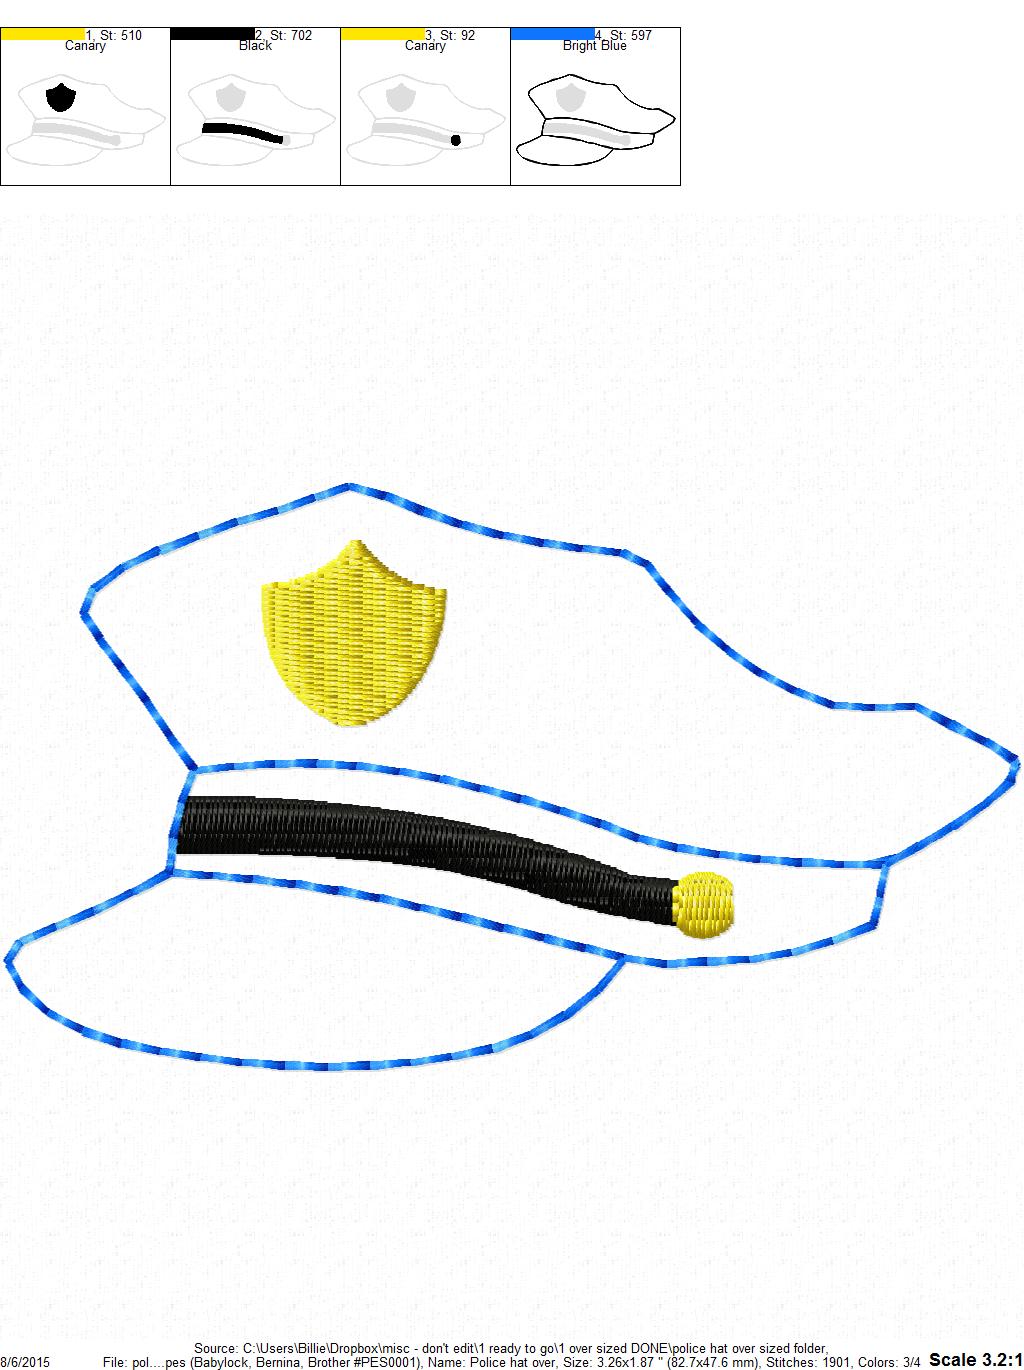 1, St: 510
Canary
2, St: 702
Black
3, St: 92
Canary
4, St: 597
Bright Blue
Source: C:\Users\Billie\Dropbox\misc - don't edit\1 ready to go\1 over sized DONE\police hat over sized folder,
8/6/2015 File: pol....pes (Babylock, Bernina, Brother #PES0001), Name: Police hat over, Size: 3.26x1.87 " (82.7x47.6 mm), Stitches: 1901, Colors: 3/4 Scale 3.2:1